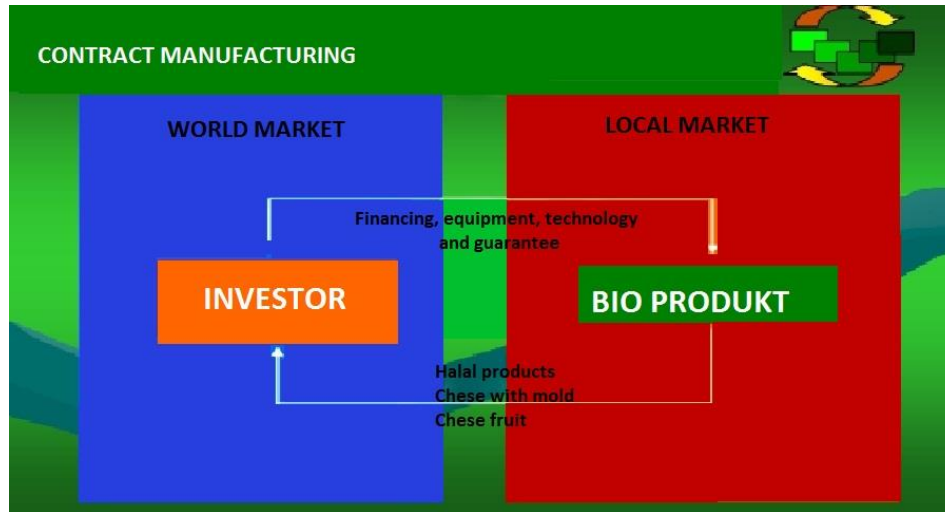 CONTRACT MANUFACTURING
WORLD MARKET
LOCAL MARKET
Financing, equipment, technology
and guarantee
INVESTOR
BIO PRODUKT
Halal products
Chese with mold
Chese fruit